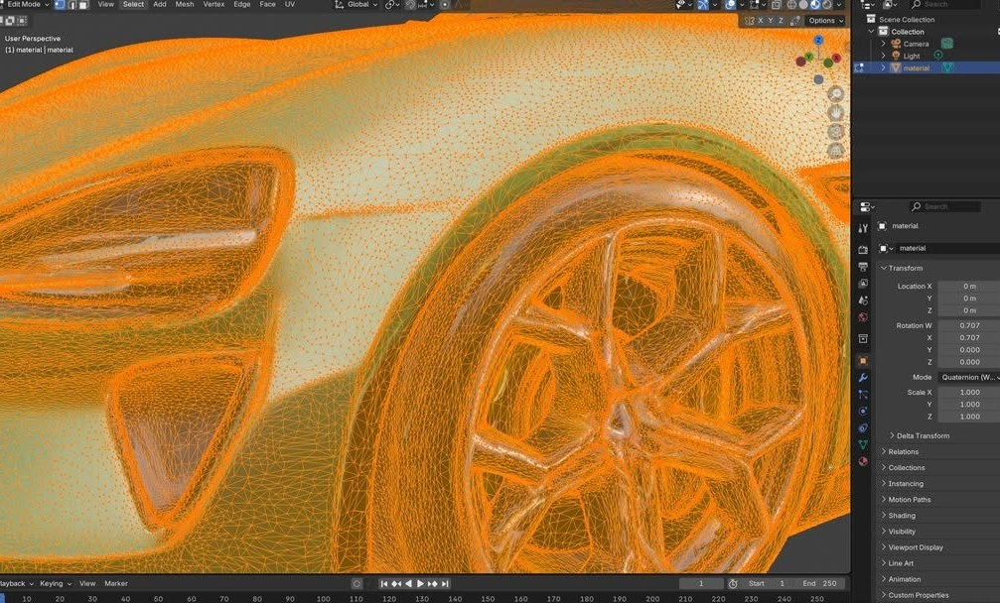 Edit Mode View Select Add Mesh Vertex Edge Face UV Global
X Y Z Options
User Perspective
(1) material | material
Search
Scene Collection
Collection
Camera
Light
material
Search
material
material
Transform
Location X 0 m
Y 0 m
Z 0 m
Rotation W 0.707
X 0.707
Y 0.000
Z 0.000
Mode Quaternion (W...
Scale X 1.000
Y 1.000
Z 1.000
Delta Transform
Relations
Collections
Instancing
Motion Paths
Shading
Visibility
Viewport Display
Line Art
Animation
Custom Properties
layback Keying View Marker 1 Start 1 End 250
10 20 30 40 50 60 70 80 90 100 110 120 130 140 150 160 170 180 190 200 210 220 230 240 250